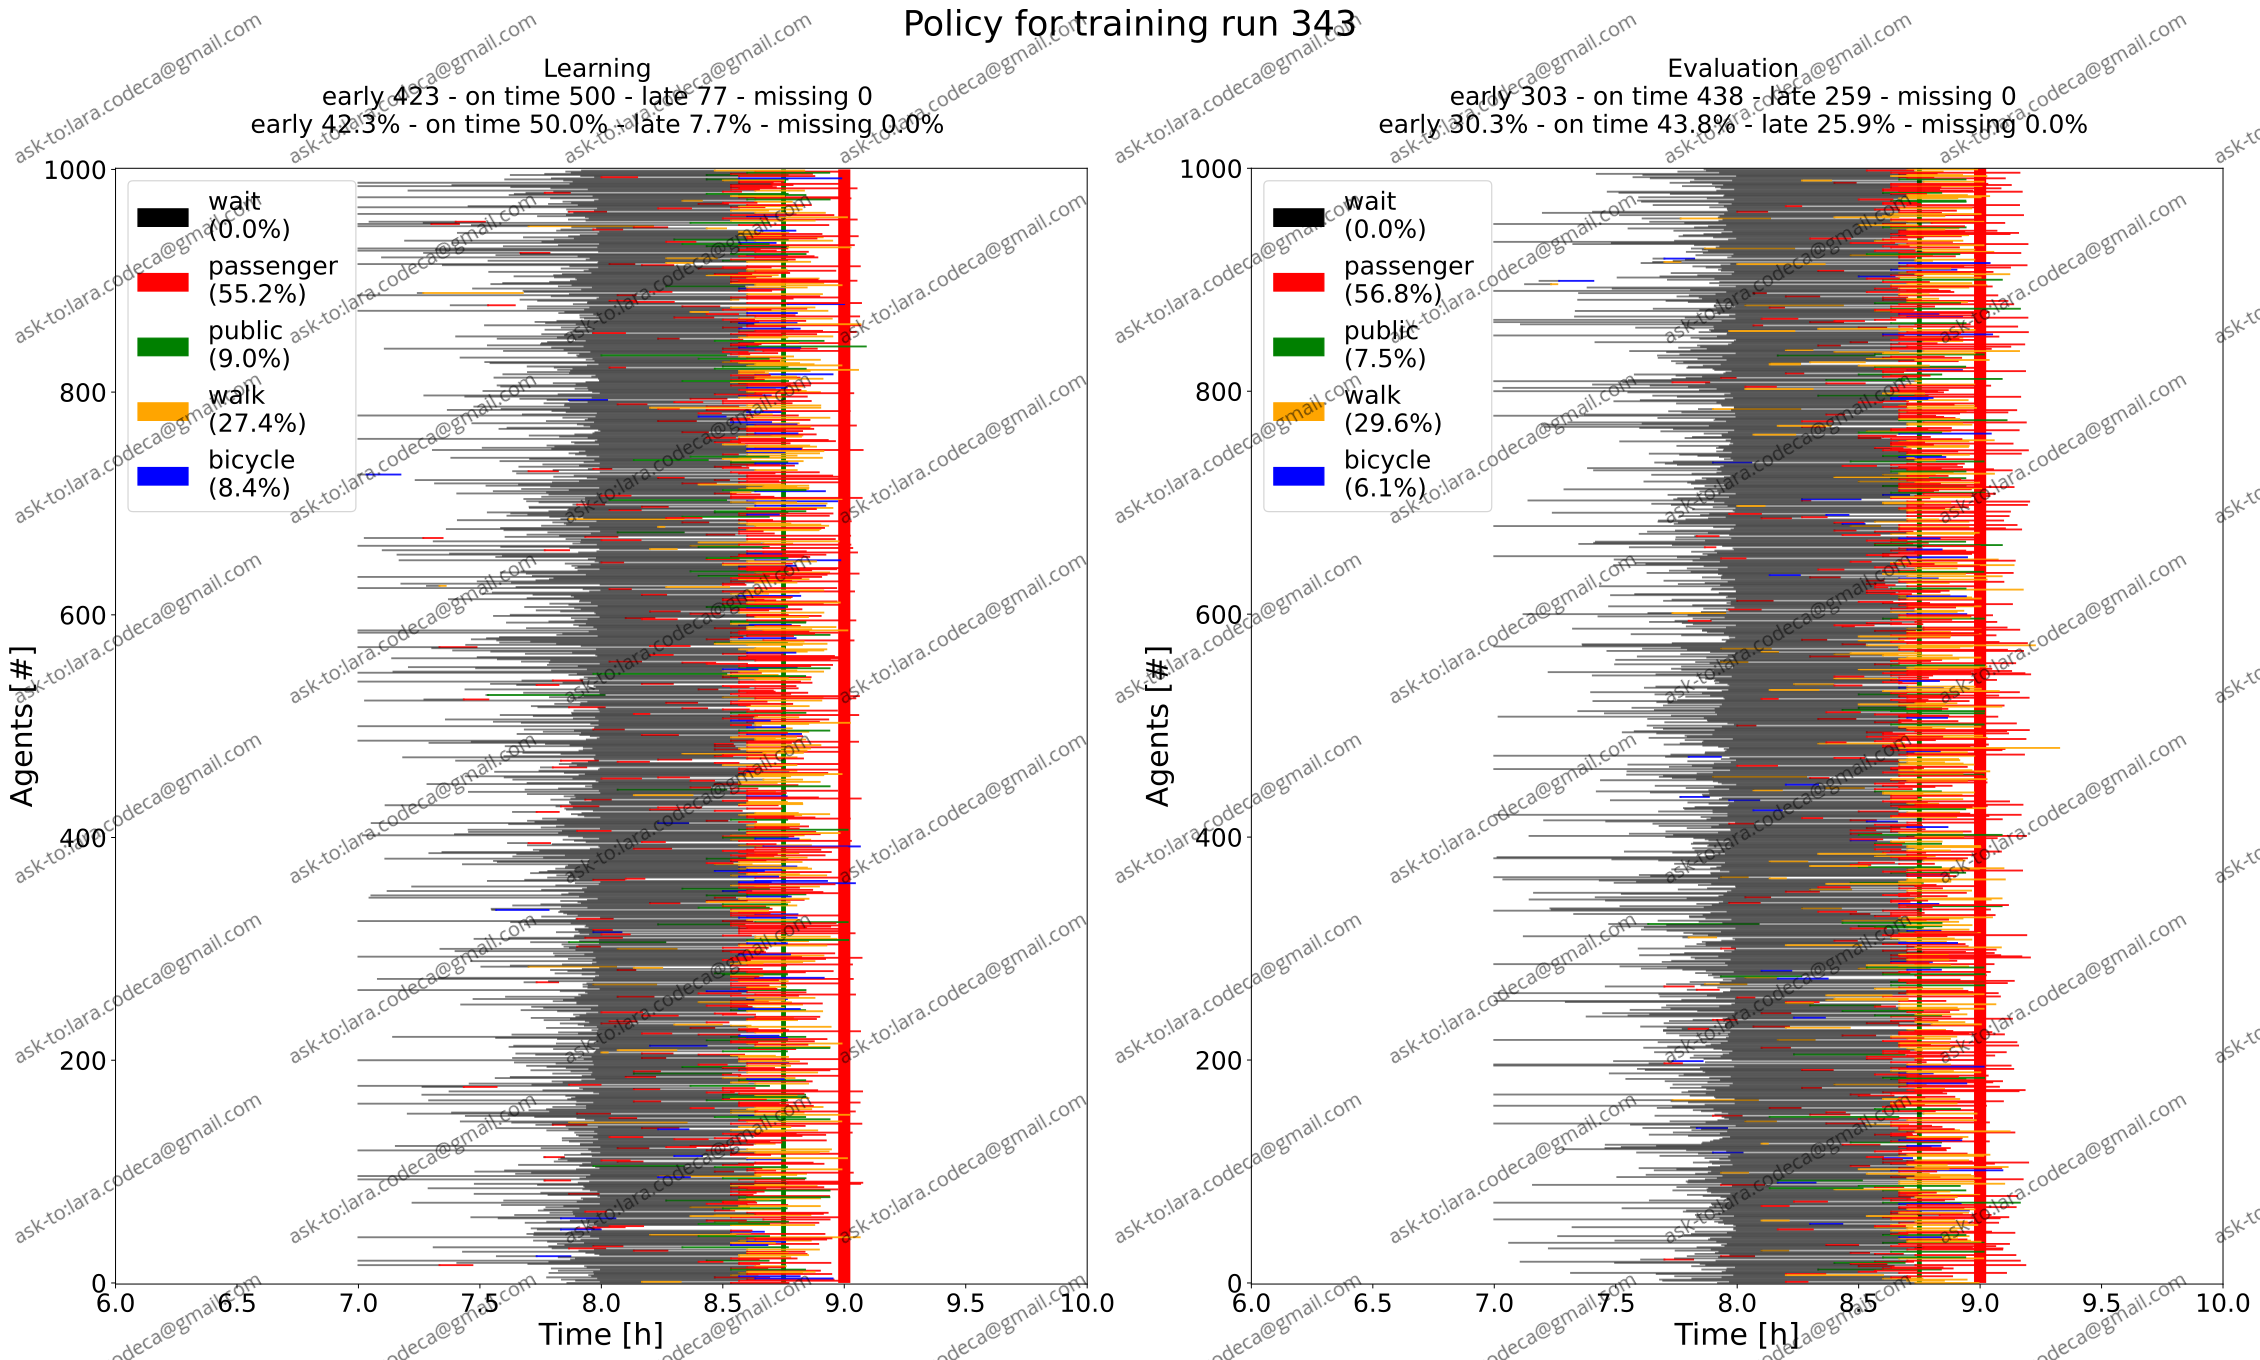 Policy for training run 343
Learning
early 423 - on time 500 - late 77 - missing 0
early 42.3% - on time 50.0% - late 7.7% - missing 0.0%
Agents [#]
1000
800
600
400
200
0
wait
(0.0%)
passenger
(55.2%)
public
(9.0%)
walk
(27.4%)
bicycle
(8.4%)
6.0 6.5 7.0 7.5 8.0 8.5 9.0 9.5 10.0
Time [h]
Evaluation
early 303 - on time 438 - late 259 - missing 0
early 30.3% - on time 43.8% - late 25.9% - missing 0.0%
Agents [#]
1000
800
600
400
200
0
wait
(0.0%)
passenger
(56.8%)
public
(7.5%)
walk
(29.6%)
bicycle
(6.1%)
6.0 6.5 7.0 7.5 8.0 8.5 9.0 9.5 10.0
Time [h]
ask-to:lara.codeca@gmail.com